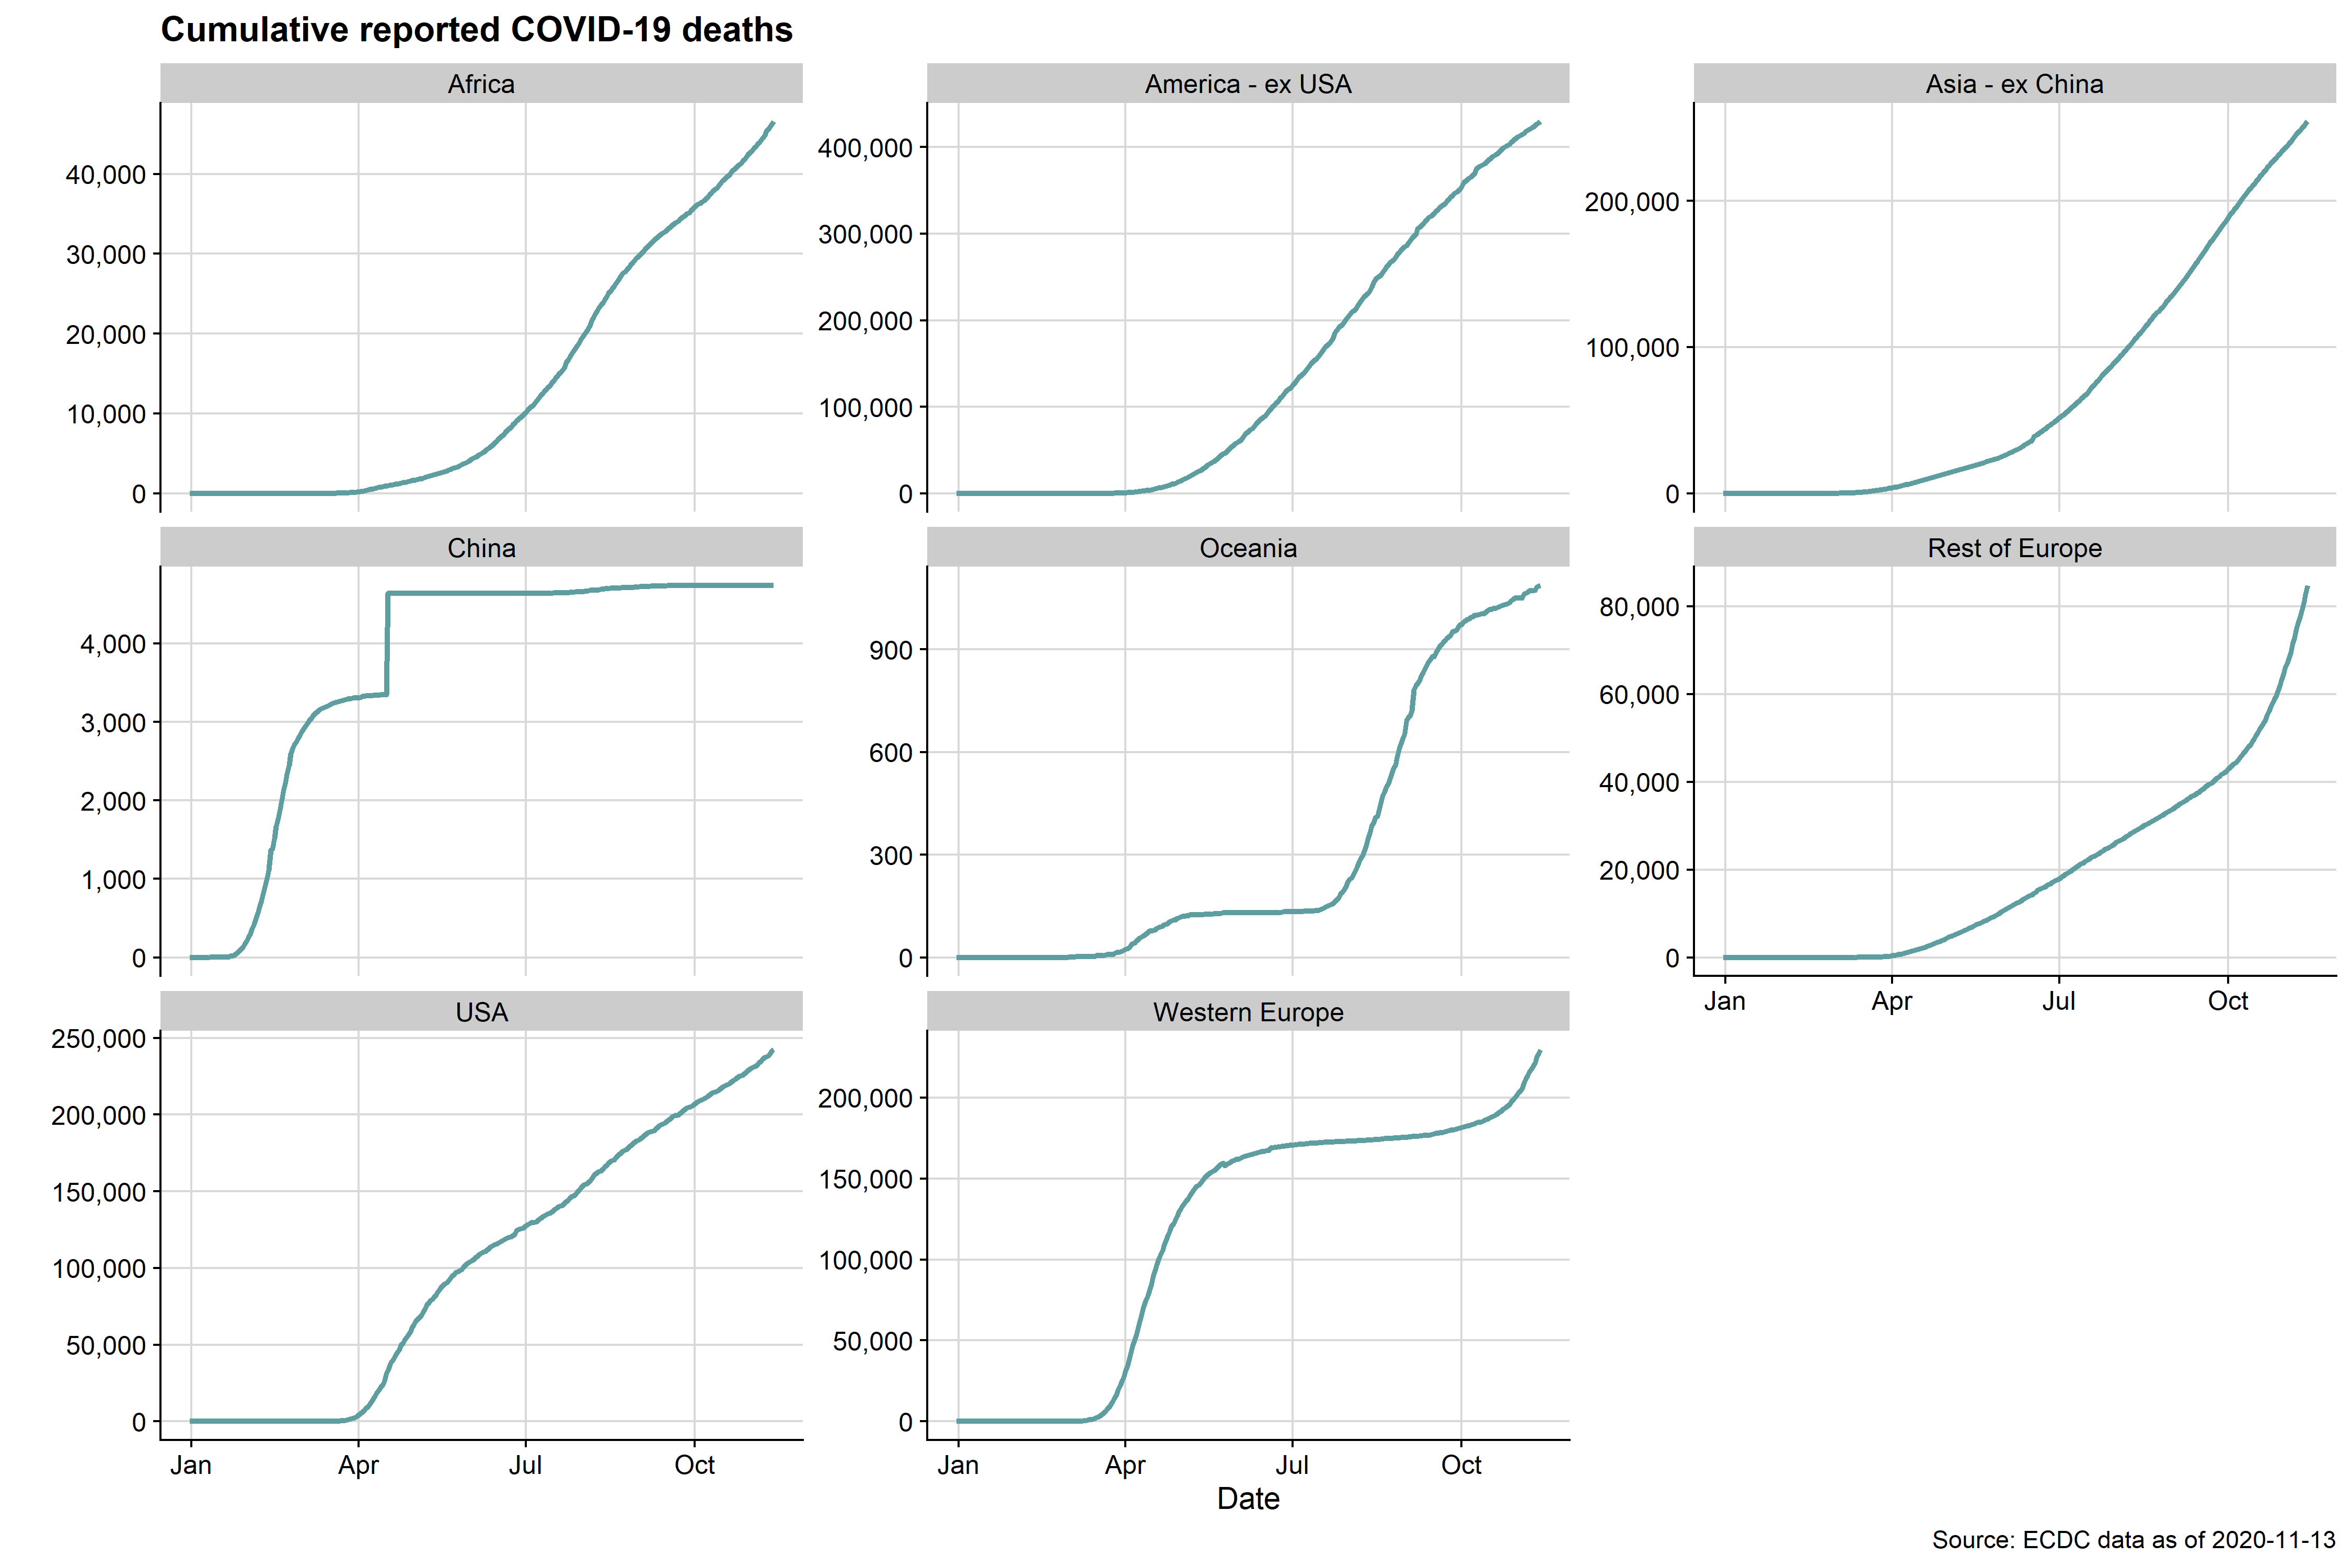 Cumulative reported COVID-19 deaths
Africa
America - ex USA
Asia - ex China
40,000
30,000
20,000
10,000
0
400,000
300,000
200,000
100,000
0
200,000
100,000
0
China
Oceania
Rest of Europe
4,000
3,000
2,000
1,000
0
900
600
300
0
80,000
60,000
40,000
20,000
0
Jan Apr Jul Oct
USA
Western Europe
250,000
200,000
150,000
100,000
50,000
0
200,000
150,000
100,000
50,000
0
Jan Apr Jul Oct
Jan Apr Jul Oct
Date
Source: ECDC data as of 2020-11-13